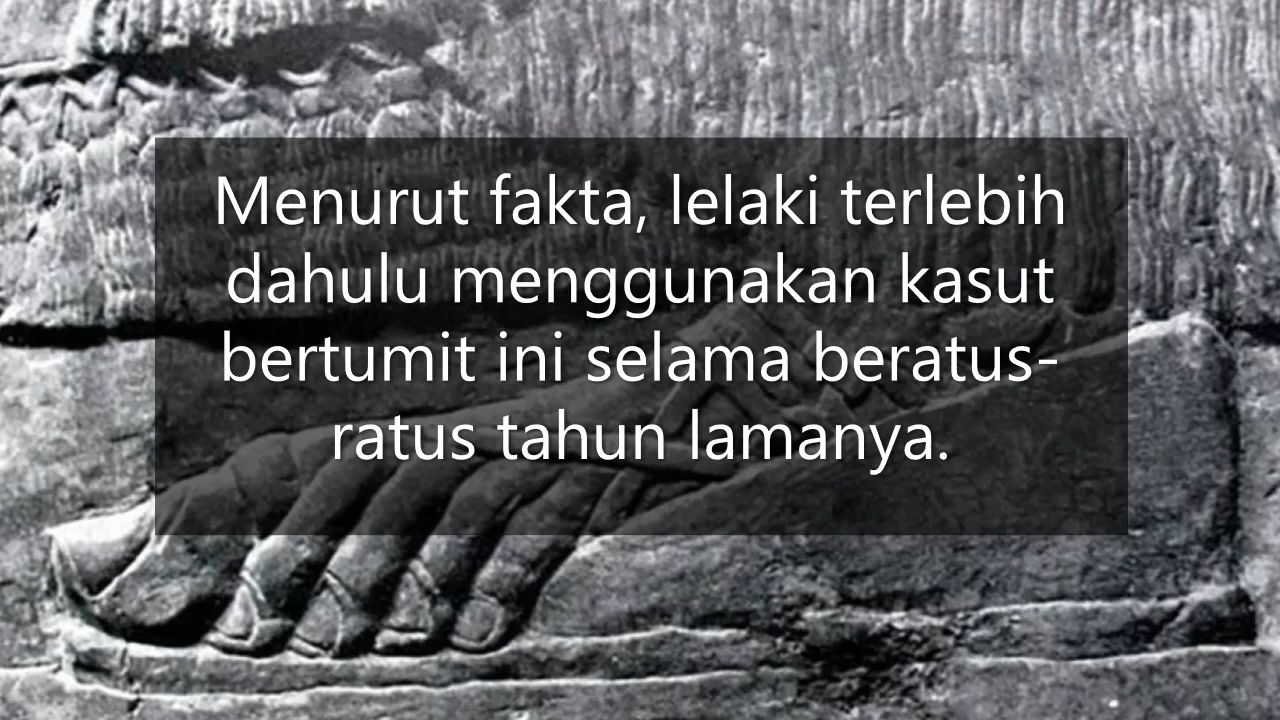 Menurut fakta, lelaki terlebih
dahulu menggunakan kasut
bertumit ini selama beratus-
ratus tahun lamanya.